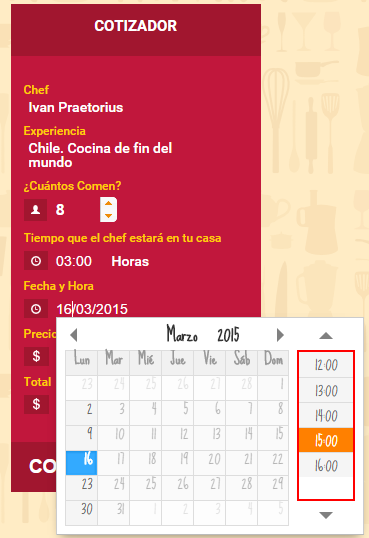 COTIZADOR
Chef
Ivan Praetorius
Experiencia
Chile. Cocina de fin del
mundo
¿Cuántos Comen?
8
Tiempo que el chef estará en tu casa
03:00 Horas
Fecha y Hora
16/03/2015
Precio
$
Total
$
CO
Marzo 2015
Lun Mar Mié Jue Vie Sáb Dom
23 24 25 26 27 28 1
2 3 4 5 6 7 8
9 10 11 12 13 14 15
16 17 18 19 20 21 22
23 24 25 26 27 28 29
30 31 1 2 3 4 5
12:00
13:00
14:00
15:00
16:00